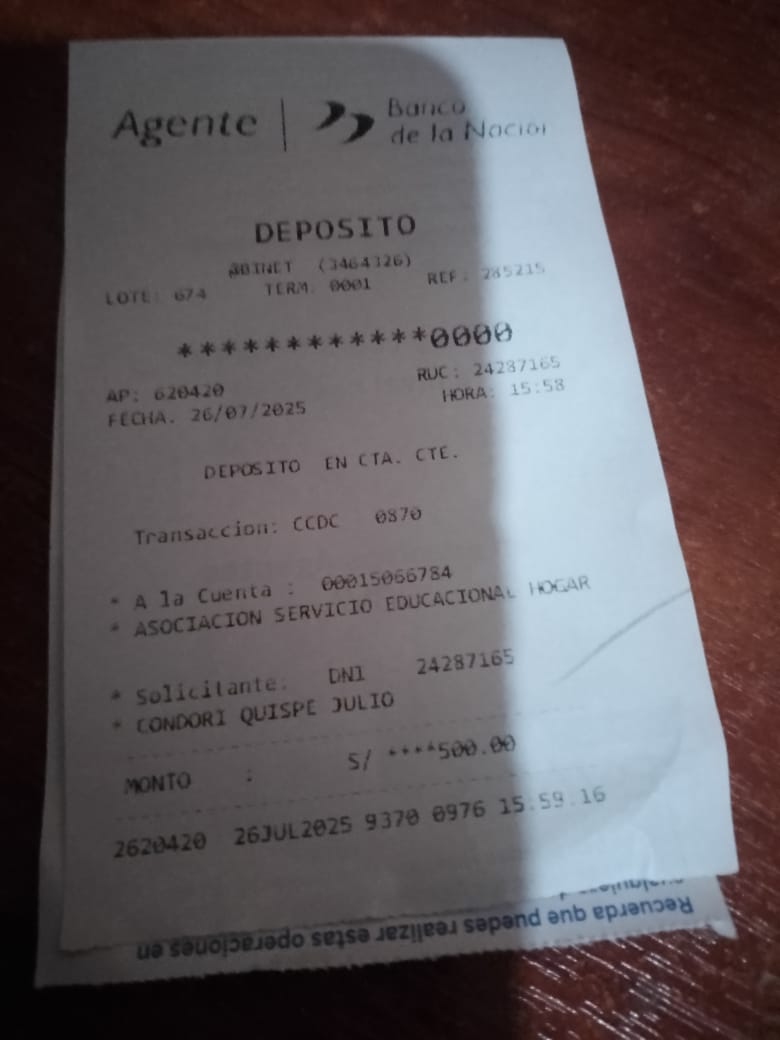 Agente | Banco
de la Nacion
DEPOSITO
@BINET (3464326)
LOTE: 674 TERM. 0001 REF: 285215
************0000
AP: 620420 RUC: 24287165
FECHA. 26/07/2025 HORA: 15:58
DEPOSITO EN CTA. CTE.
Transaccion: CCDC 0870
* A la Cuenta : 00015066784
* ASOCIACION SERVICIO EDUCACIONAL HOGAR
* Solicitante: DNI 24287165
* CONDORI QUISPE JULIO
MONTO : S/ ****500.00
2620420 26JUL2025 9370 0976 15.59.16
Recuerda que puedes realizar estas operaciones en